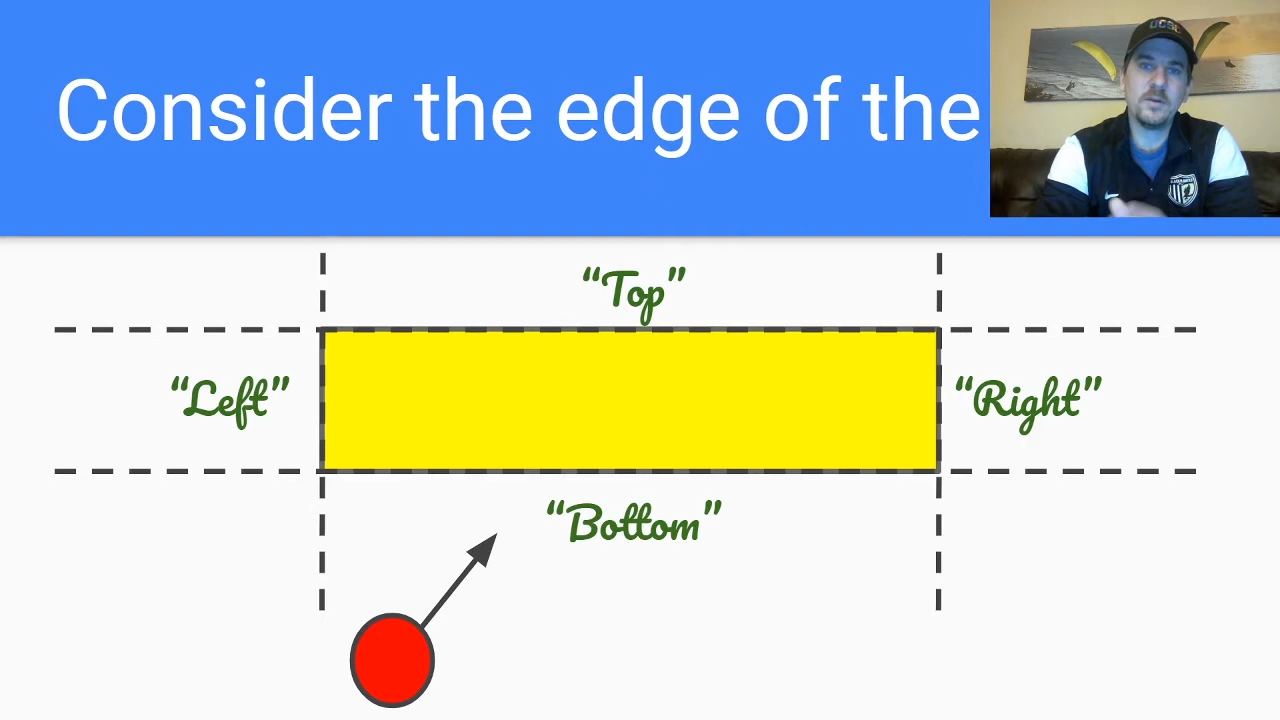 Consider the edge of the
“Top”
“Left”
“Right”
“Bottom”